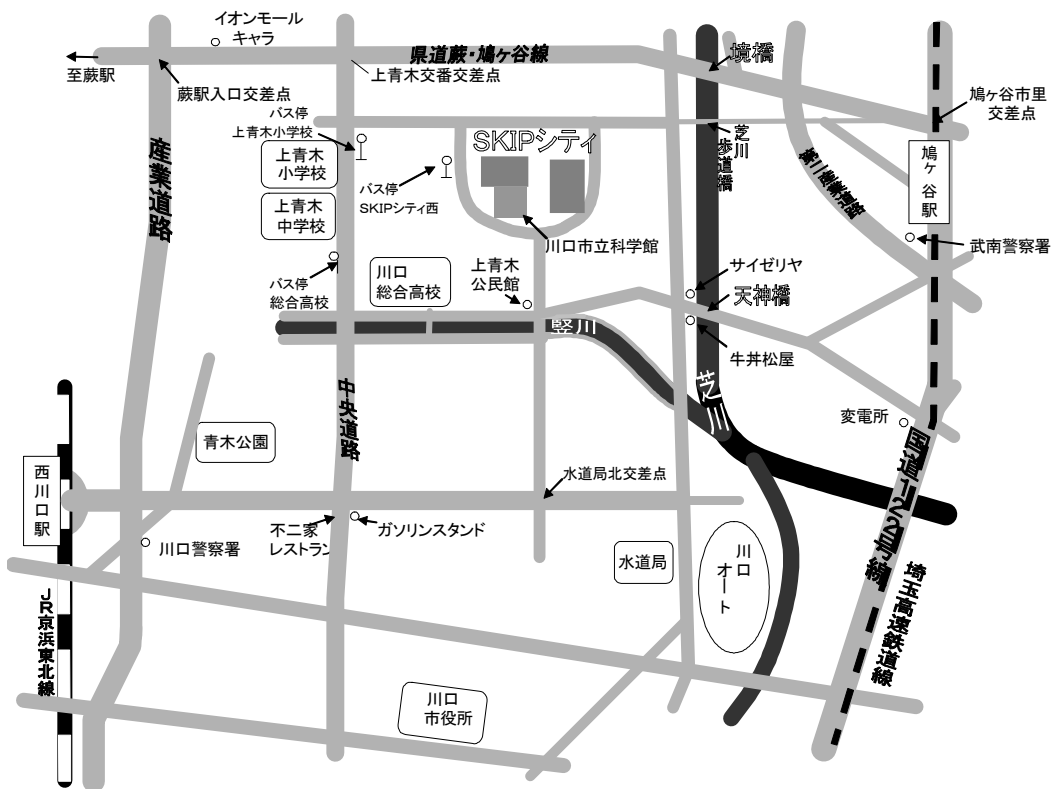 イオンモール
キャラ
県道蕨・鳩ヶ谷線
境橋
至蕨駅
上青木交番交差点
蕨駅入口交差点
鳩ヶ谷市里
交差点
バス停
上青木小学校
SKIPシティ
芝川
歩道橋
産業道路
上青木
小学校
バス停
SKIPシティ西
第二産業道路
鳩ヶ谷駅
上青木
中学校
川口市立科学館
武南警察署
バス停
総合高校
川口
総合高校
上青木
公民館
サイゼリヤ
天神橋
竪川
牛丼松屋
芝川
中央道路
変電所
青木公園
国道122号線
西川口駅
水道局北交差点
不二家
レストラン
ガソリンスタンド
川口警察署
水道局
川口
オート
埼玉高速鉄道線
JR京浜東北線
川口
市役所